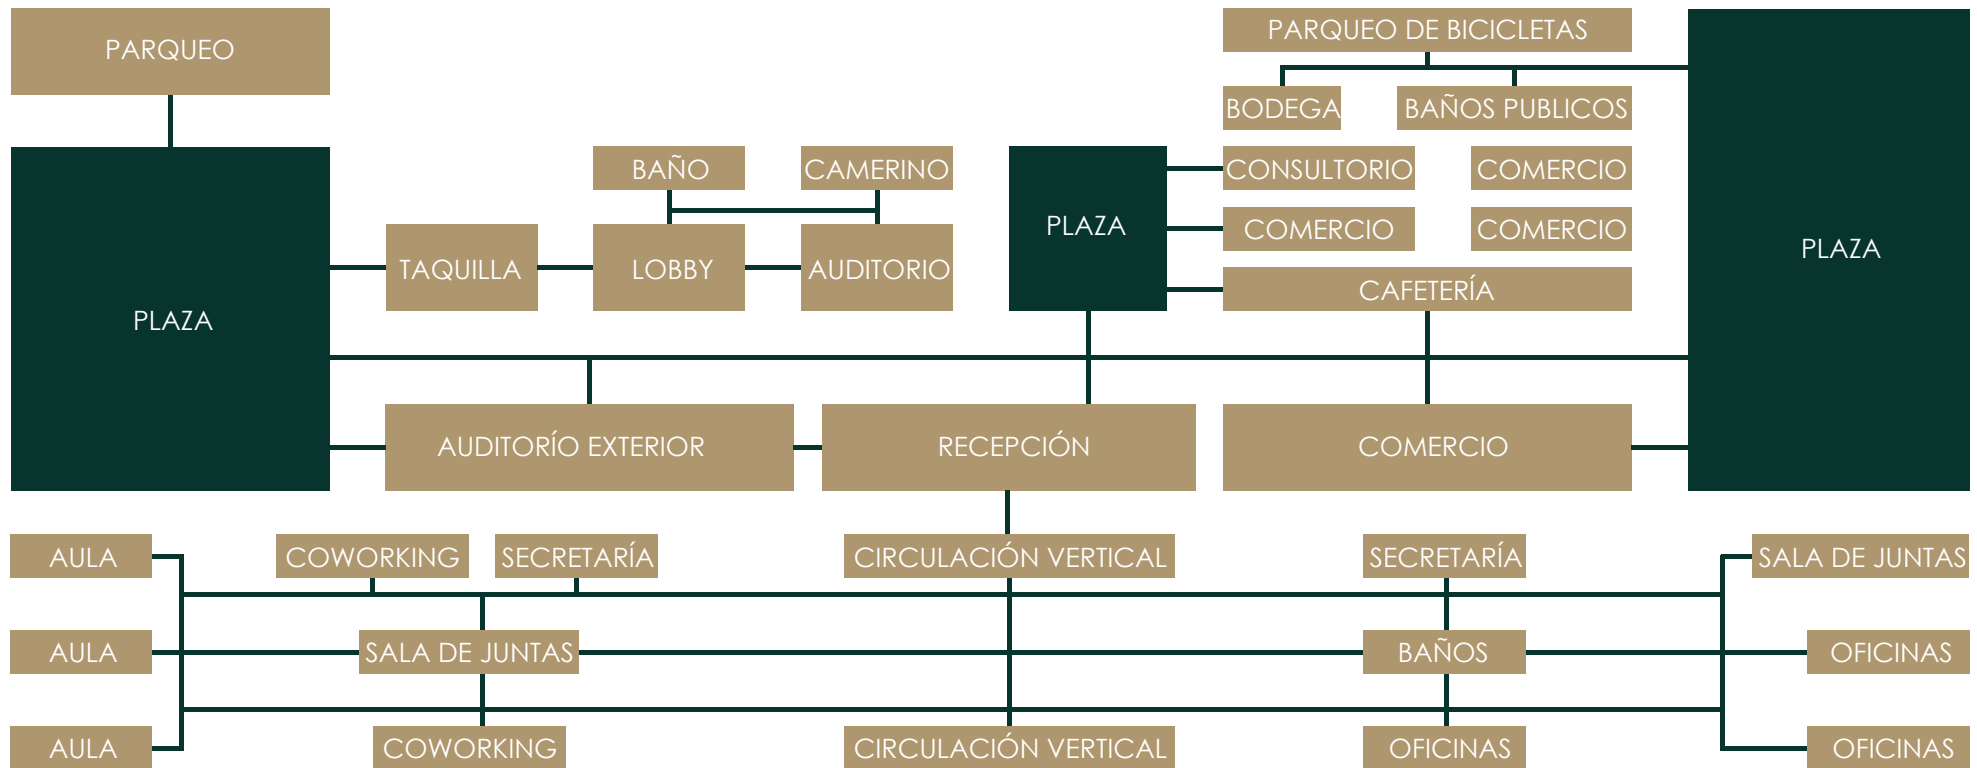 PARQUEO
PARQUEO DE BICICLETAS
BODEGA
BAÑOS PUBLICOS
BAÑO
CAMERINO
CONSULTORIO
COMERCIO
PLAZA
COMERCIO
COMERCIO
PLAZA
TAQUILLA
LOBBY
AUDITORIO
CAFETERÍA
PLAZA
AUDITORÍO EXTERIOR
RECEPCIÓN
COMERCIO
AULA
COWORKING
SECRETARÍA
CIRCULACIÓN VERTICAL
SECRETARÍA
SALA DE JUNTAS
AULA
SALA DE JUNTAS
BAÑOS
OFICINAS
AULA
COWORKING
CIRCULACIÓN VERTICAL
OFICINAS
OFICINAS